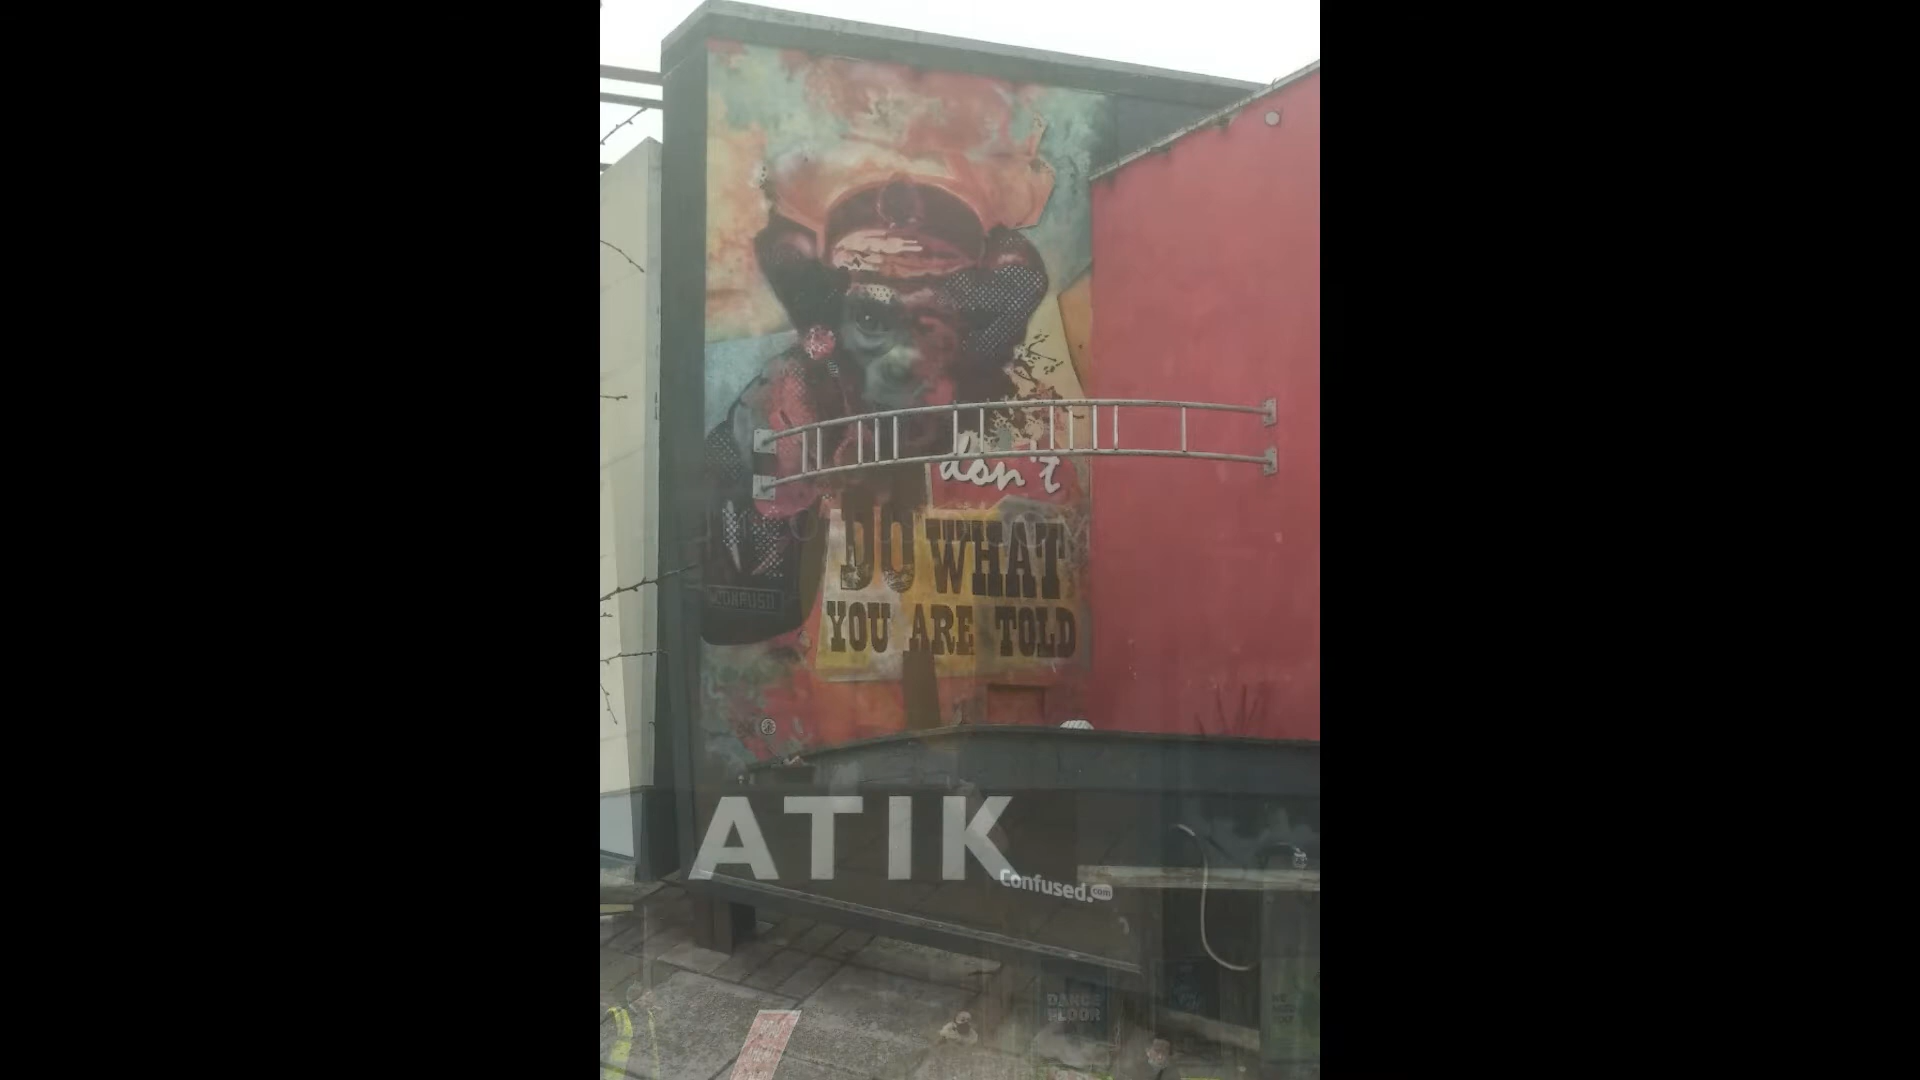 don't
DO WHAT
YOU ARE TOLD
ATIK
Confused.com
DANCE
FLOOR